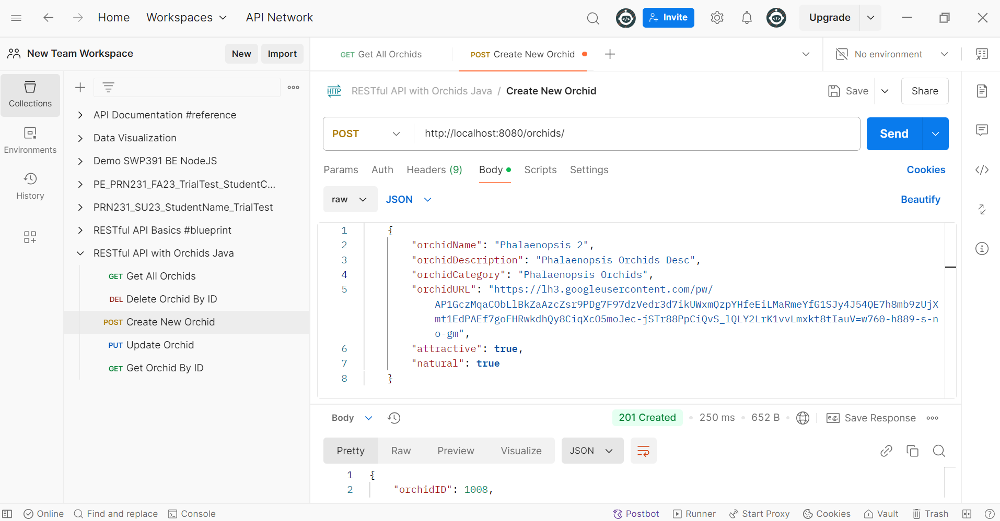 Home Workspaces API Network Invite Upgrade
New Team Workspace New Import
GET Get All Orchids POST Create New Orchid No environment
Collections
Environments
History
API Documentation #reference
Data Visualization
Demo SWP391 BE NodeJS
PE_PRN231_FA23_TrialTest_StudentC...
PRN231_SU23_StudentName_TrialTest
RESTful API Basics #blueprint
RESTful API with Orchids Java
GET Get All Orchids
DEL Delete Orchid By ID
POST Create New Orchid
PUT Update Orchid
GET Get Orchid By ID
HTTP RESTful API with Orchids Java / Create New Orchid Save Share
POST http://localhost:8080/orchids/ Send
Params Auth Headers (9) Body Scripts Settings Cookies
raw JSON Beautify
1 {
2 "orchidName": "Phalaenopsis 2",
3 "orchidDescription": "Phalaenopsis Orchids Desc",
4 "orchidCategory": "Phalaenopsis Orchids",
5 "orchidURL": "https://lh3.googleusercontent.com/pw/
AP1GczMqaCObLlBkZaAzcZsr9PDg7F97dzVedr3d7ikUWxmQzpYHfeEiLMaRmeYfG1SJy4J54QE7h8mb9zUjX
mt1EdPAEf7goFHRwkdhQy8CiqXcO5moJec-jSTr88PpCiQvS_lQLY2LrK1vvLmxkt8tIauV=w760-h889-s-n
o-gm",
6 "attractive": true,
7 "natural": true
8 }
Body 201 Created 250 ms 652 B e.g. Save Response
Pretty Raw Preview Visualize JSON
1 {
2 "orchidID": 1008,
Online Find and replace Console Postbot Runner Start Proxy Cookies Vault Trash